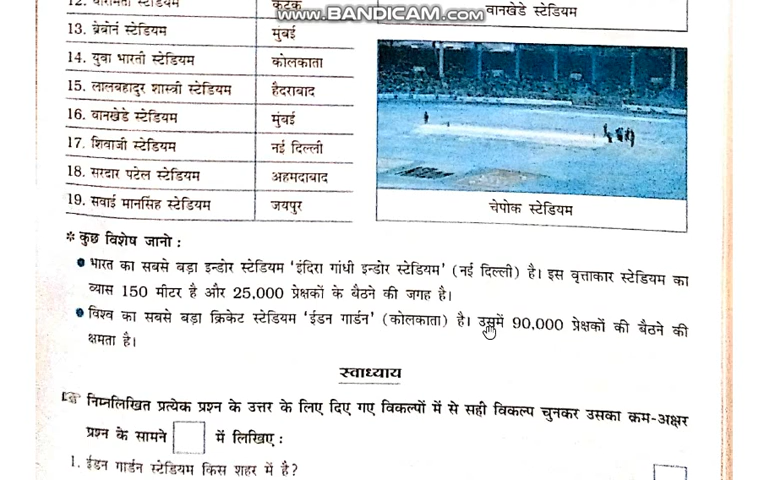 12. बारामती स्टेडियम कटक
www.BANDICAM.com
वानखेडे स्टेडियम
13. ब्रेबोर्न स्टेडियम मुंबई
14. युवा भारती स्टेडियम कोलकाता
15. लालबहादुर शास्त्री स्टेडियम हैदराबाद
16. वानखेडे स्टेडियम मुंबई
17. शिवाजी स्टेडियम नई दिल्ली
18. सरदार पटेल स्टेडियम अहमदाबाद
19. सवाई मानसिंह स्टेडियम जयपुर
चेपोक स्टेडियम
* कुछ विशेष जानो :
● भारत का सबसे बड़ा इन्डोर स्टेडियम 'इंदिरा गांधी इन्डोर स्टेडियम' (नई दिल्ली) है। इस वृत्ताकार स्टेडियम का
व्यास 150 मीटर है और 25,000 प्रेक्षकों के बैठने की जगह है।
● विश्व का सबसे बड़ा क्रिकेट स्टेडियम 'ईडन गार्डन' (कोलकाता) है। उसमें 90,000 प्रेक्षकों की बैठने की
क्षमता है।
स्वाध्याय
निम्नलिखित प्रत्येक प्रश्न के उत्तर के लिए दिए गए विकल्पों में से सही विकल्प चुनकर उसका क्रम-अक्षर
प्रश्न के सामने में लिखिए :
1. ईडन गार्डन स्टेडियम किस शहर में है?